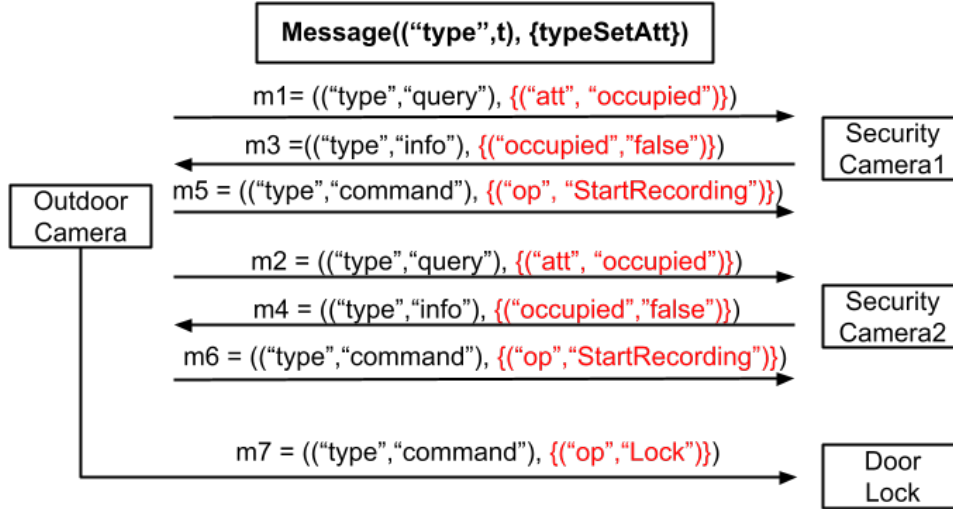 Message((“type”,t), {typeSetAtt})
m1= ((“type”,“query”), {(“att”, “occupied”)})
m3 =((“type”,“info”), {(“occupied”,”false”)})
Security
Camera1
m5 = ((“type”,“command”), {(“op”, “StartRecording”)})
Outdoor
Camera
m2 = ((“type”,“query”), {(“att”, “occupied”)})
m4 = ((“type”,“info”), {(“occupied”,”false”)})
Security
Camera2
m6 = ((“type”,“command”), {(“op”,“StartRecording”)})
m7 = ((“type”,“command”), {(“op”,“Lock”)})
Door
Lock